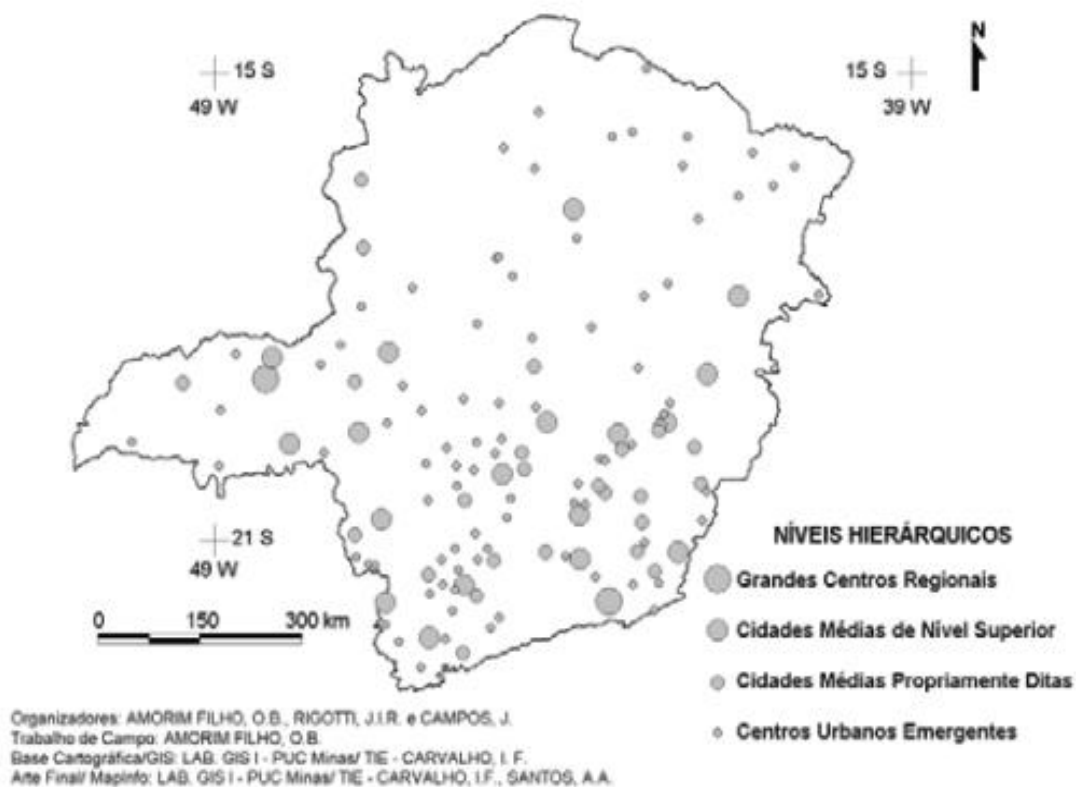 N
15 S
49 W
15 S
39 W
21 S
49 W
0 150 300 km
NÍVEIS HIERÁRQUICOS
Grandes Centros Regionais
Cidades Médias de Nível Superior
Cidades Médias Propriamente Ditas
Centros Urbanos Emergentes
Organizadores: AMORIM FILHO, O.B., RIGOTTI, J.I.R. e CAMPOS, J.
Trabalho de Campo: AMORIM FILHO, O.B.
Base Cartográfica/GIS: LAB. GIS I - PUC Minas/ TIE - CARVALHO, I. F.
Arte Final/ MapInfo: LAB. GIS I - PUC Minas/ TIE - CARVALHO, I.F., SANTOS, A.A.